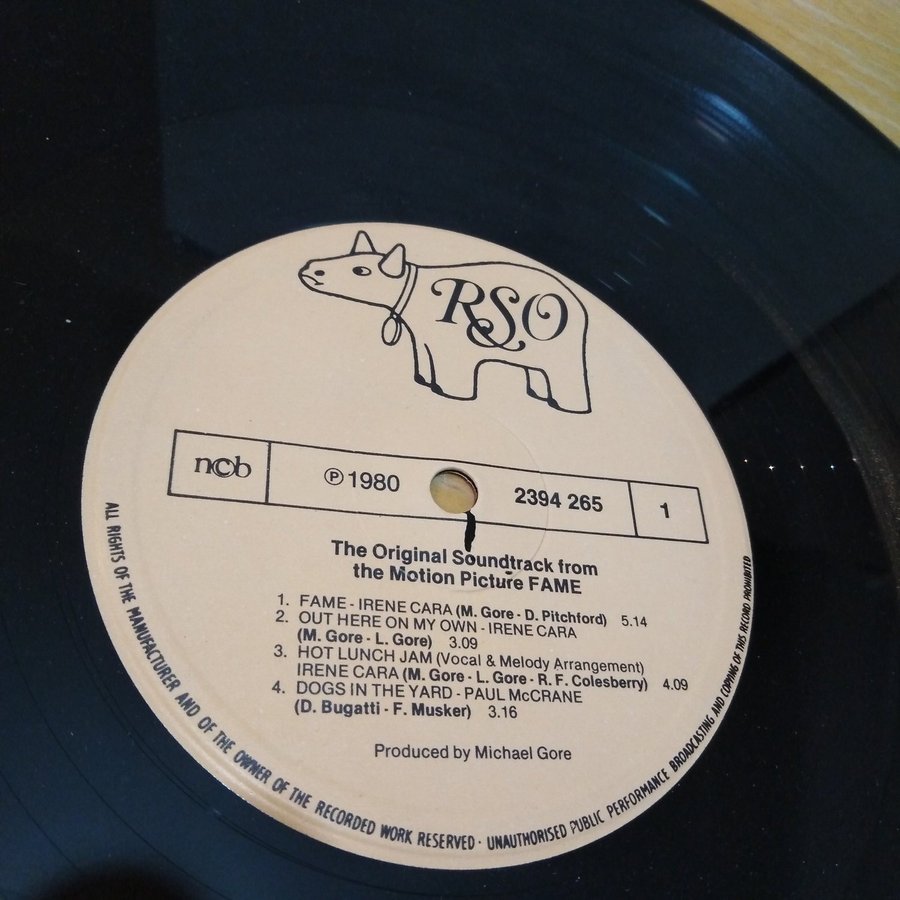 RSO
ncb
℗ 1980
2394 265
1
The Original Soundtrack from
the Motion Picture FAME
1. FAME - IRENE CARA (M. Gore - D. Pitchford) 5.14
2. OUT HERE ON MY OWN - IRENE CARA
(M. Gore - L. Gore) 3.09
3. HOT LUNCH JAM (Vocal & Melody Arrangement)
IRENE CARA (M. Gore - L. Gore - R. F. Colesberry) 4.09
4. DOGS IN THE YARD - PAUL McCRANE
(D. Bugatti - F. Musker) 3.16
Produced by Michael Gore
ALL RIGHTS OF THE MANUFACTURER AND OF THE OWNER OF THE RECORDED WORK RESERVED · UNAUTHORISED PUBLIC PERFORMANCE BROADCASTING AND COPYING OF THIS RECORD PROHIBITED